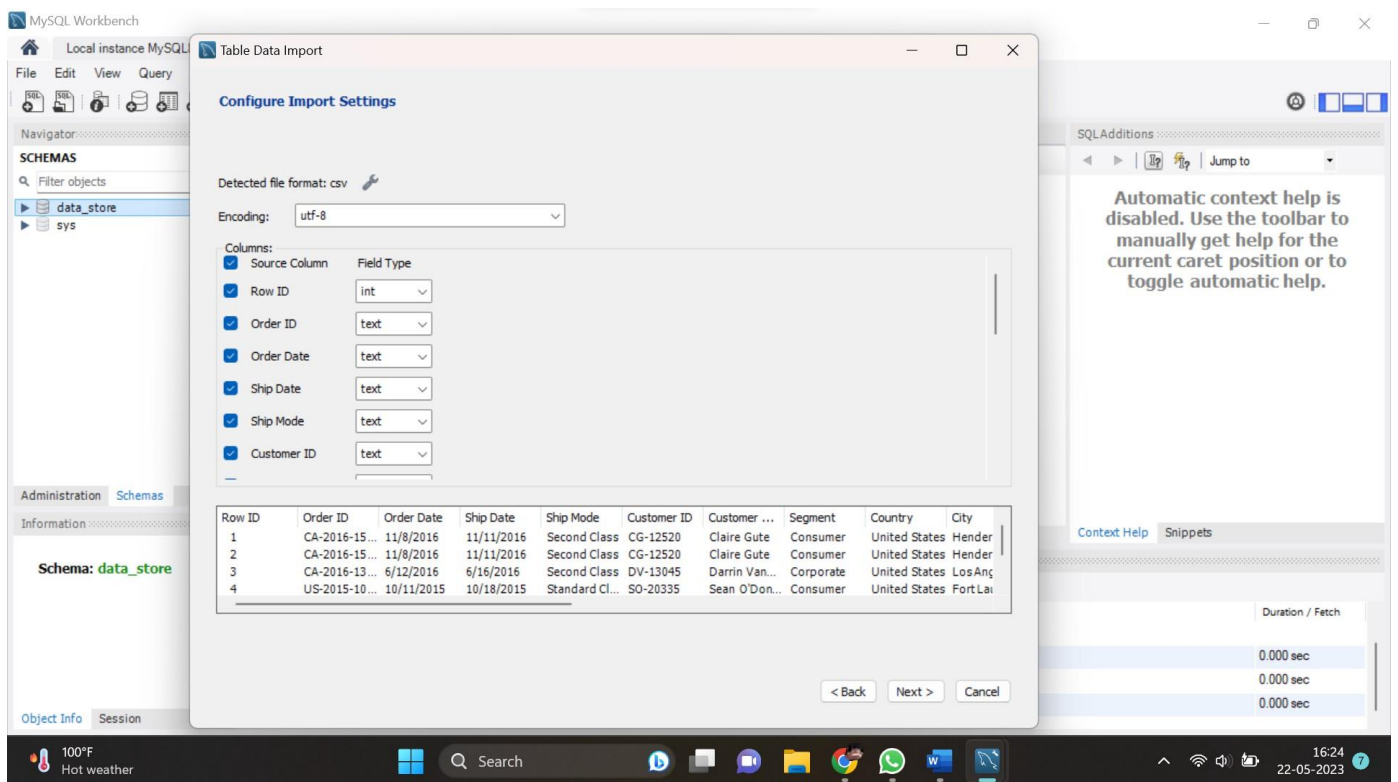 MySQL Workbench
Local instance MySQL
File Edit View Query
Navigator
SCHEMAS
Filter objects
data_store
sys
Administration Schemas
Information
Schema: data_store
Object Info Session
Table Data Import
Configure Import Settings
Detected file format: csv
Encoding: utf-8
Columns:
Source Column Field Type
Row ID int
Order ID text
Order Date text
Ship Date text
Ship Mode text
Customer ID text
Row ID Order ID Order Date Ship Date Ship Mode Customer ID Customer ... Segment Country City
1 CA-2016-15... 11/8/2016 11/11/2016 Second Class CG-12520 Claire Gute Consumer United States Hender
2 CA-2016-15... 11/8/2016 11/11/2016 Second Class CG-12520 Claire Gute Consumer United States Hender
3 CA-2016-13... 6/12/2016 6/16/2016 Second Class DV-13045 Darrin Van... Corporate United States Los Ang
4 US-2015-10... 10/11/2015 10/18/2015 Standard Cl... SO-20335 Sean O'Don... Consumer United States Fort Lau
< Back Next > Cancel
SQLAdditions
Jump to
Automatic context help is
disabled. Use the toolbar to
manually get help for the
current caret position or to
toggle automatic help.
Context Help Snippets
Duration / Fetch
0.000 sec
0.000 sec
0.000 sec
100°F
Hot weather
Search
16:24
22-05-2023
7